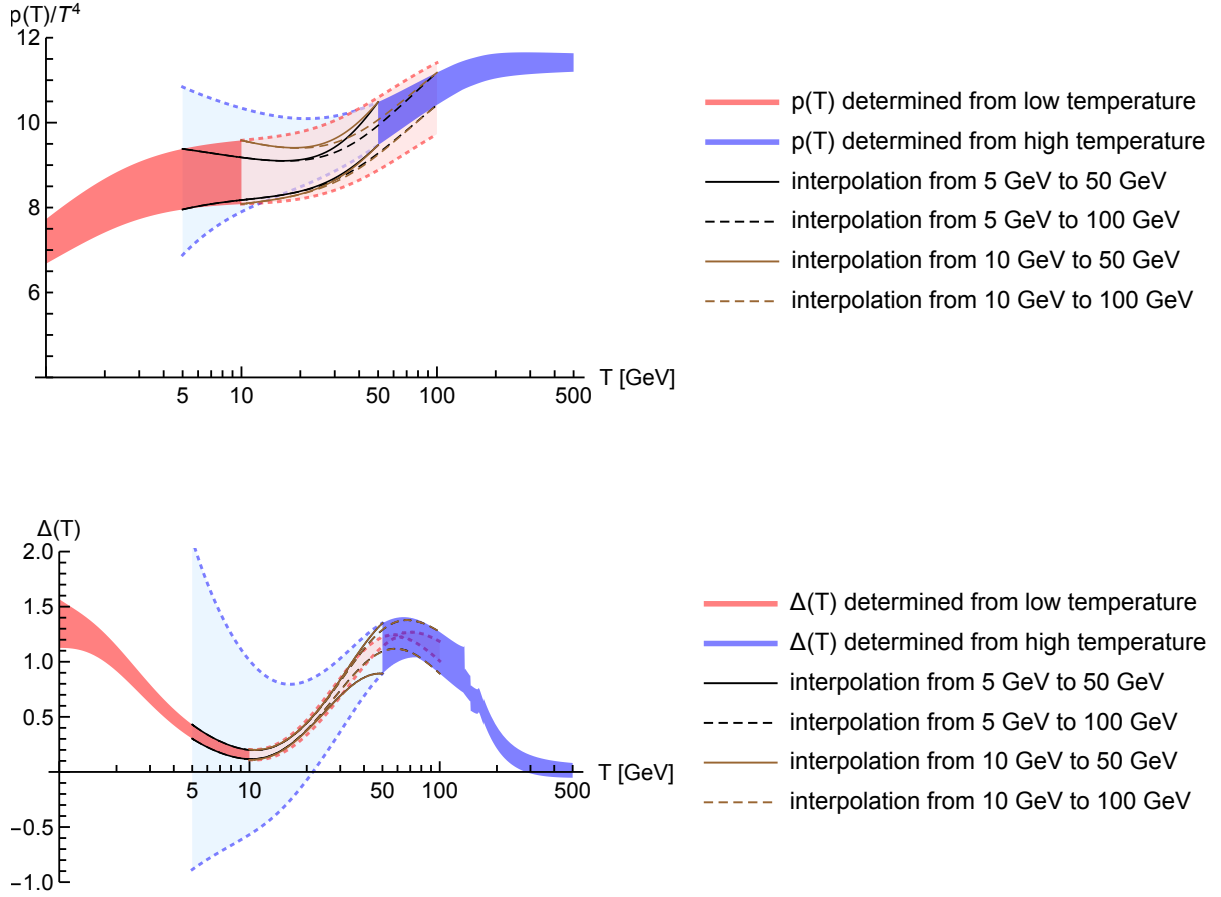 p(T)/T⁴
12
10
8
6
5
10
50
100
500
T [GeV]
p(T) determined from low temperature
p(T) determined from high temperature
interpolation from 5 GeV to 50 GeV
interpolation from 5 GeV to 100 GeV
interpolation from 10 GeV to 50 GeV
interpolation from 10 GeV to 100 GeV
Δ(T)
2.0
1.5
1.0
0.5
5
10
50
100
500
T [GeV]
−0.5
−1.0
Δ(T) determined from low temperature
Δ(T) determined from high temperature
interpolation from 5 GeV to 50 GeV
interpolation from 5 GeV to 100 GeV
interpolation from 10 GeV to 50 GeV
interpolation from 10 GeV to 100 GeV